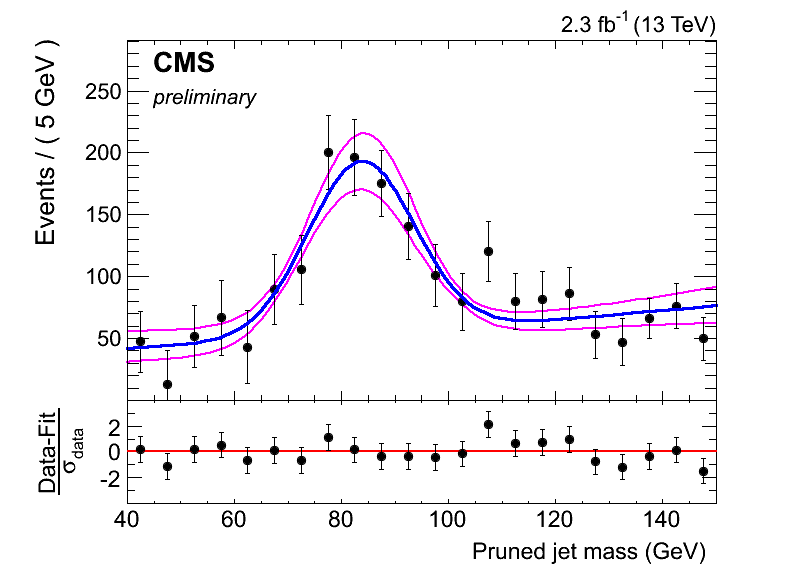 2.3 fb-1 (13 TeV)
CMS
preliminary
Events / ( 5 GeV )
250
200
150
100
50
Data-Fit
σdata
2
0
-2
40 60 80 100 120 140
Pruned jet mass (GeV)